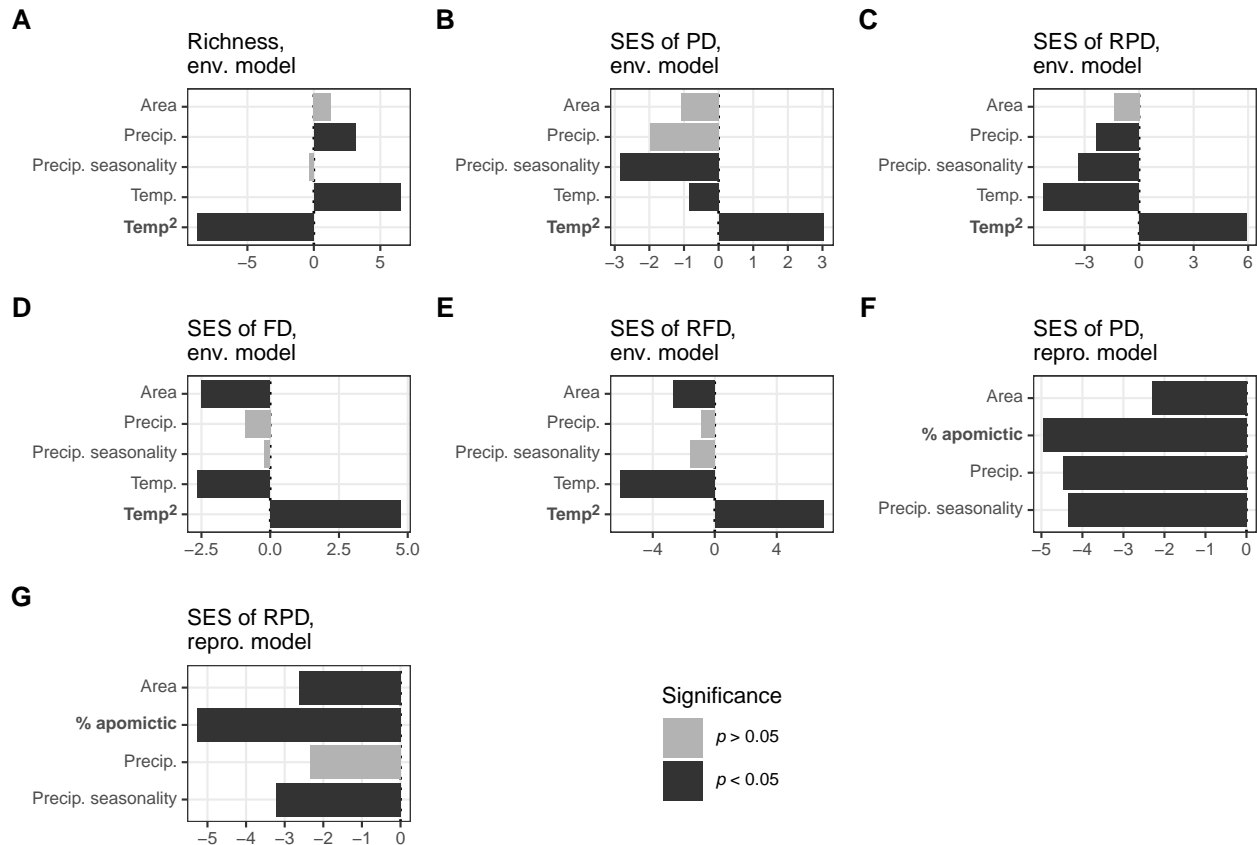 A
Richness,
env. model
Area
Precip.
Precip. seasonality
Temp.
Temp²
−5 0 5
B
SES of PD,
env. model
Area
Precip.
Precip. seasonality
Temp.
Temp²
−3 −2 −1 0 1 2 3
C
SES of RPD,
env. model
Area
Precip.
Precip. seasonality
Temp.
Temp²
−3 0 3 6
D
SES of FD,
env. model
Area
Precip.
Precip. seasonality
Temp.
Temp²
−2.5 0.0 2.5 5.0
E
SES of RFD,
env. model
Area
Precip.
Precip. seasonality
Temp.
Temp²
−4 0 4
F
SES of PD,
repro. model
Area
% apomictic
Precip.
Precip. seasonality
−5 −4 −3 −2 −1 0
G
SES of RPD,
repro. model
Area
% apomictic
Precip.
Precip. seasonality
−5 −4 −3 −2 −1 0
Significance
p > 0.05
p < 0.05